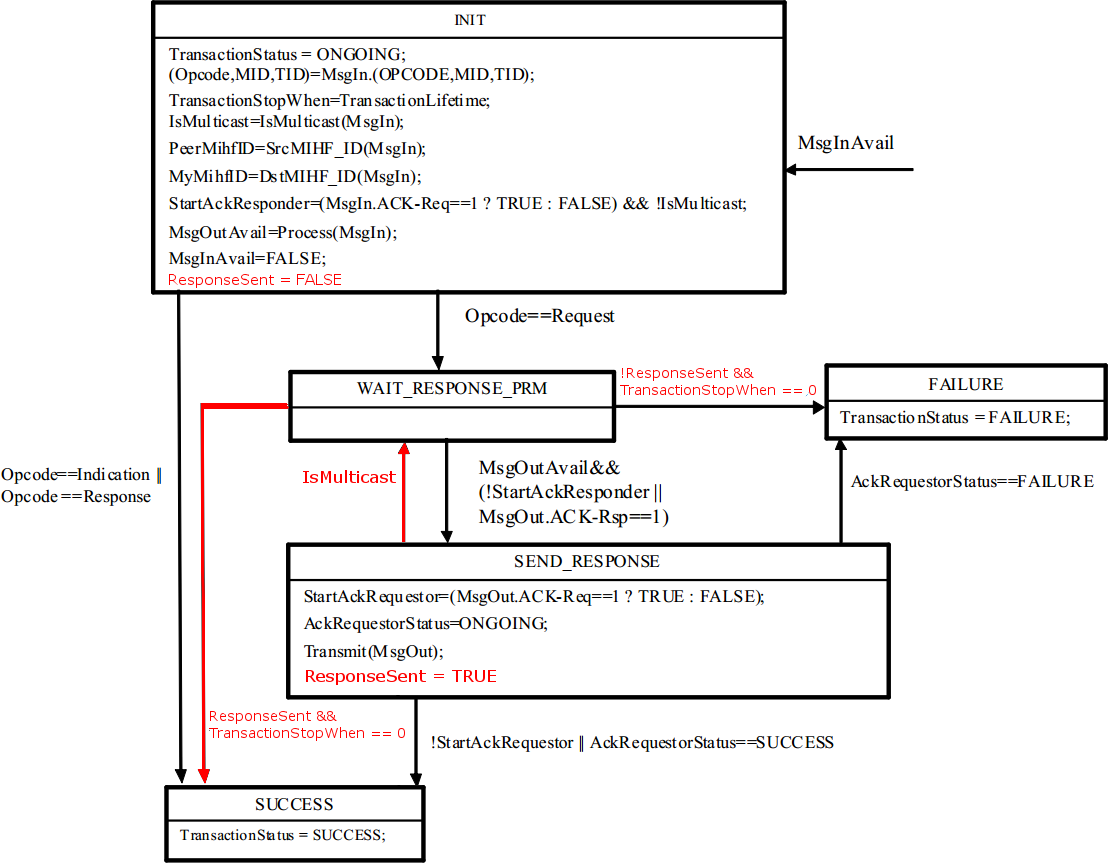 INIT
TransactionStatus = ONGOING;
(Opcode,MID,TID)=MsgIn.(OPCODE,MID,TID);
TransactionStopWhen=TransactionLifetime;
IsMulticast=IsMulticast(MsgIn);
PeerMihfID=SrcMIHF_ID(MsgIn);
MyMihfID=DstMIHF_ID(MsgIn);
StartAckResponder=(MsgIn.ACK-Req==1 ? TRUE : FALSE) && !IsMulticast;
MsgOutAvail=Process(MsgIn);
MsgInAvail=FALSE;
ResponseSent = FALSE
MsgInAvail
Opcode==Request
WAIT_RESPONSE_PRM
!ResponseSent &&
TransactionStopWhen == 0
FAILURE
TransactionStatus = FAILURE;
Opcode==Indication ||
Opcode==Response
IsMulticast
MsgOutAvail&&
(!StartAckResponder ||
MsgOut.ACK-Rsp==1)
AckRequestorStatus==FAILURE
SEND_RESPONSE
StartAckRequestor=(MsgOut.ACK-Req==1 ? TRUE : FALSE);
AckRequestorStatus=ONGOING;
Transmit(MsgOut);
ResponseSent = TRUE
ResponseSent &&
TransactionStopWhen == 0
!StartAckRequestor || AckRequestorStatus==SUCCESS
SUCCESS
TransactionStatus = SUCCESS;